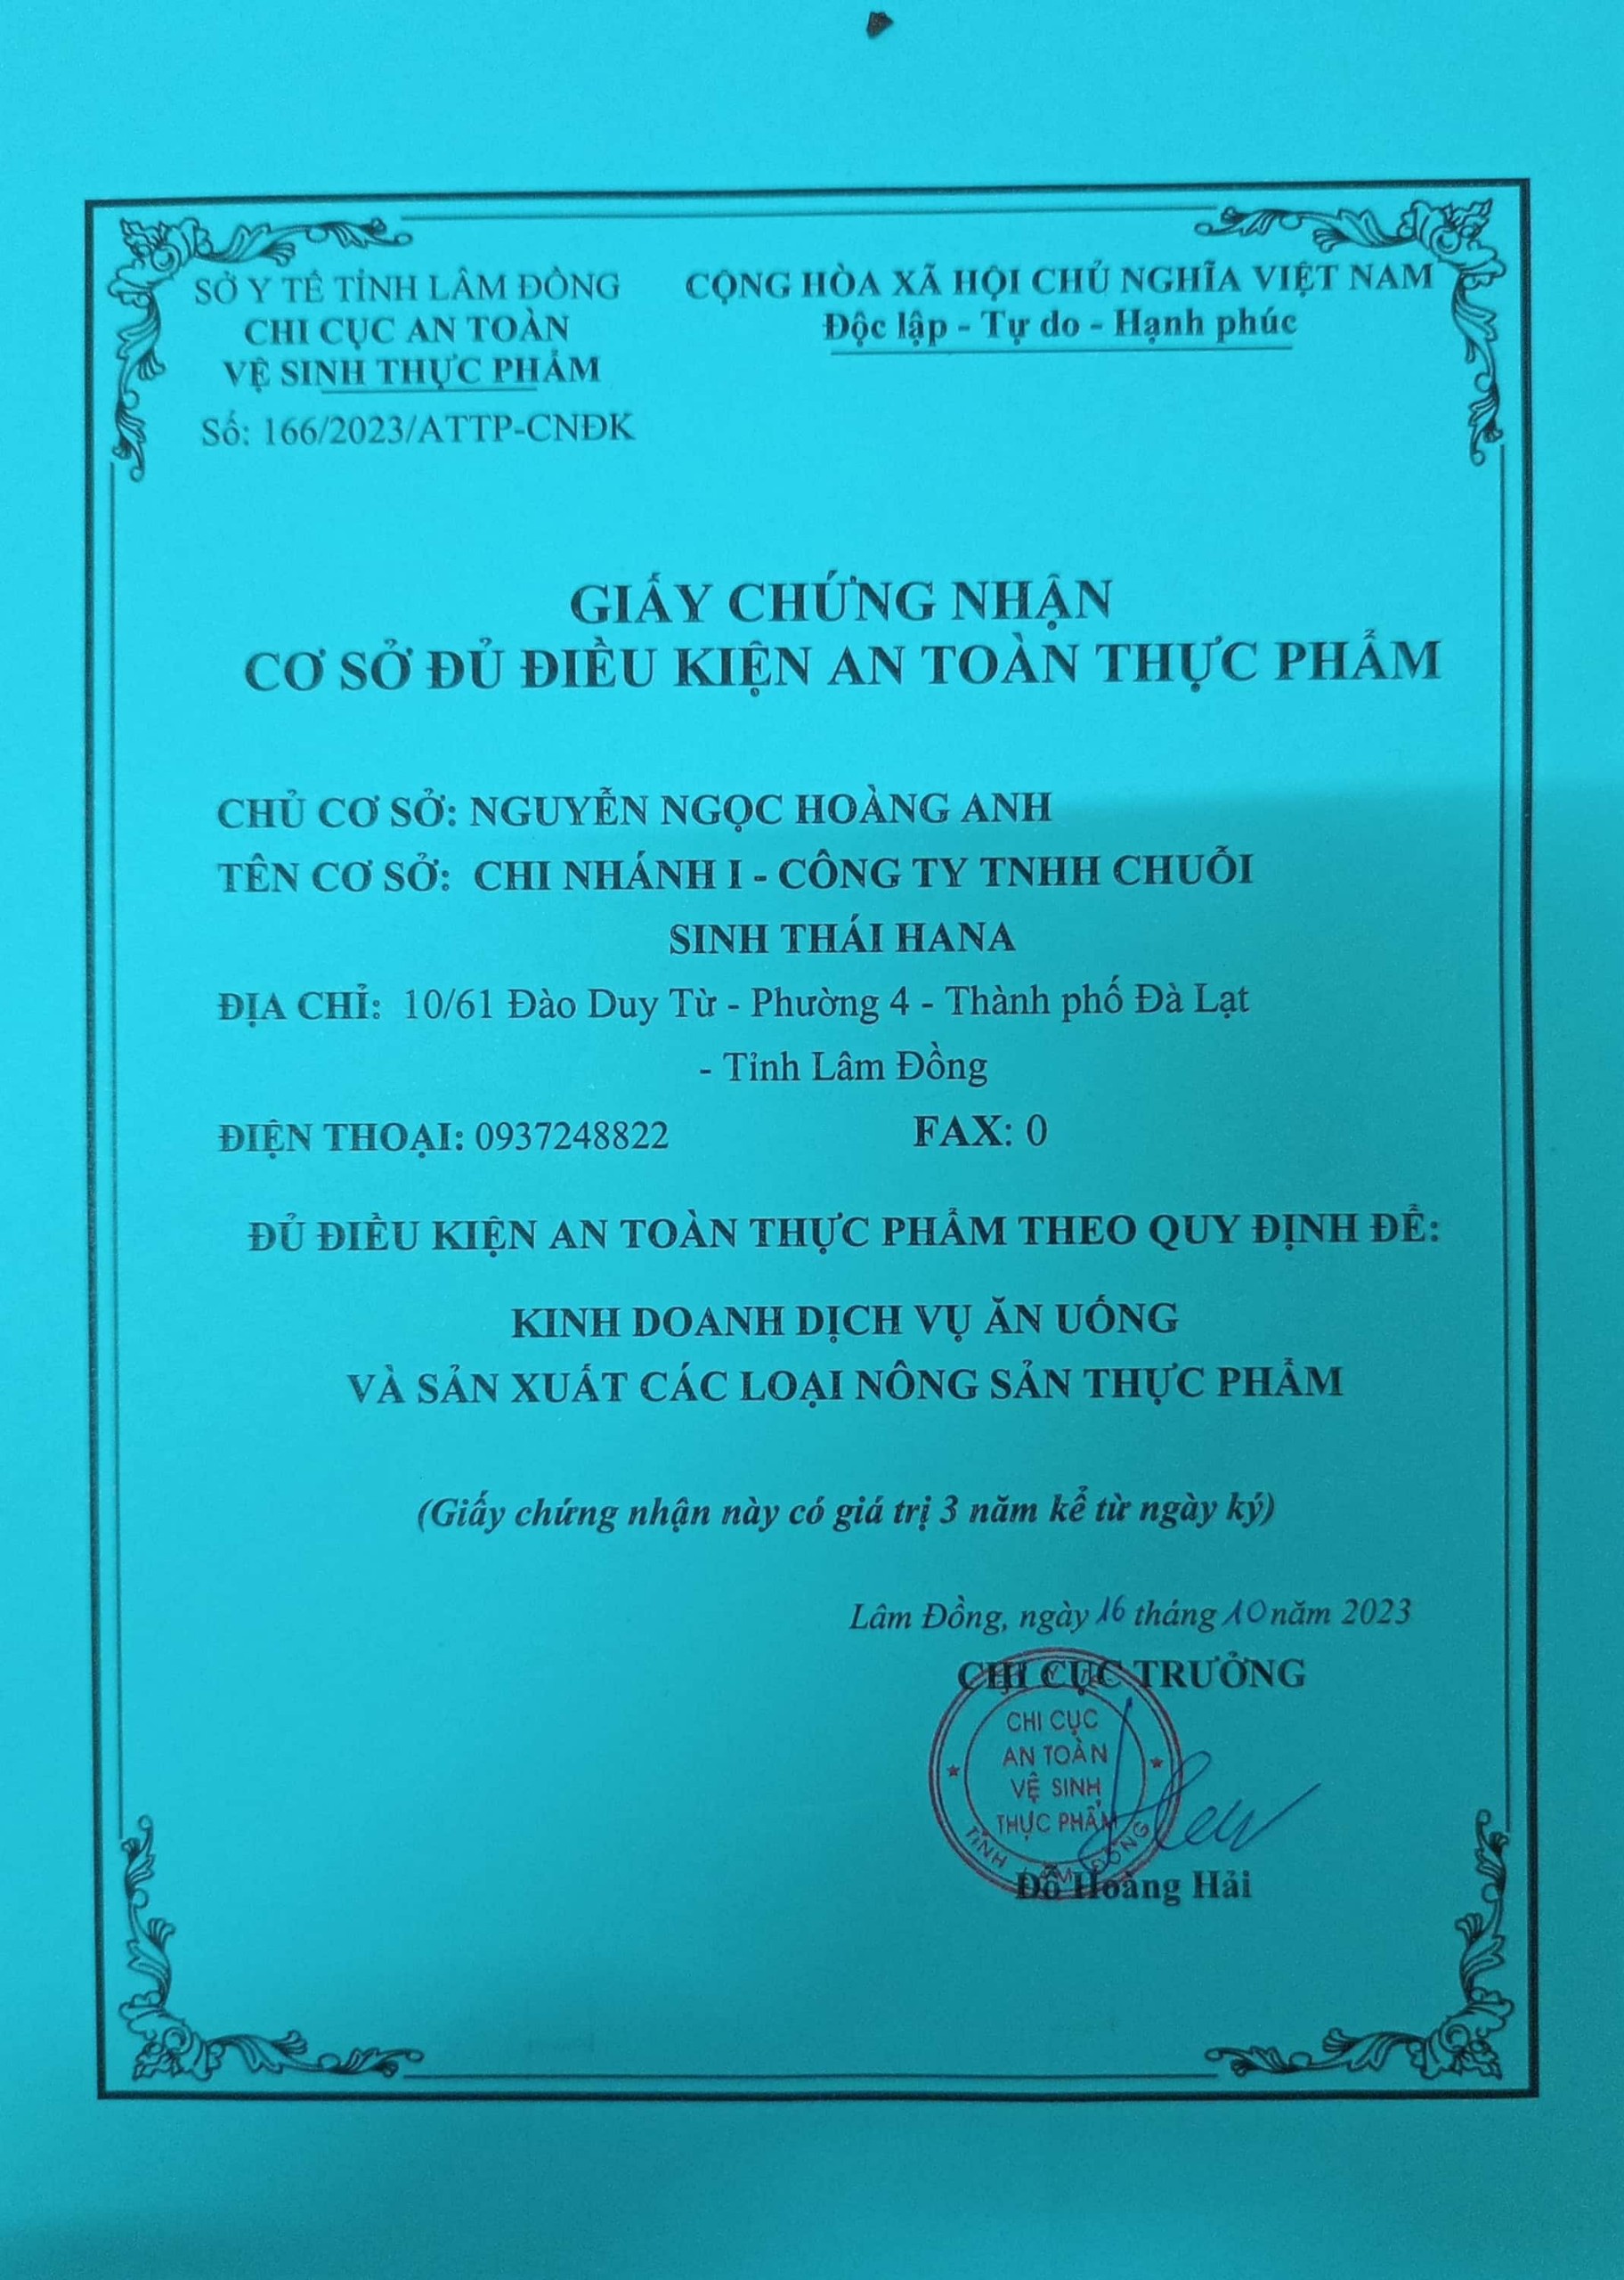 SỞ Y TẾ TỈNH LÂM ĐỒNG
CHI CỤC AN TOÀN
VỆ SINH THỰC PHẨM
Số: 166/2023/ATTP-CNĐK
CỘNG HÒA XÃ HỘI CHỦ NGHĨA VIỆT NAM
Độc lập - Tự do - Hạnh phúc
GIẤY CHỨNG NHẬN
CƠ SỞ ĐỦ ĐIỀU KIỆN AN TOÀN THỰC PHẨM
CHỦ CƠ SỞ: NGUYỄN NGỌC HOÀNG ANH
TÊN CƠ SỞ: CHI NHÁNH I - CÔNG TY TNHH CHUỖI
SINH THÁI HANA
ĐỊA CHỈ: 10/61 Đào Duy Từ - Phường 4 - Thành phố Đà Lạt
- Tỉnh Lâm Đồng
ĐIỆN THOẠI: 0937248822 FAX: 0
ĐỦ ĐIỀU KIỆN AN TOÀN THỰC PHẨM THEO QUY ĐỊNH ĐỂ:
KINH DOANH DỊCH VỤ ĂN UỐNG
VÀ SẢN XUẤT CÁC LOẠI NÔNG SẢN THỰC PHẨM
(Giấy chứng nhận này có giá trị 3 năm kể từ ngày ký)
Lâm Đồng, ngày 16 tháng 10 năm 2023
CHI CỤC TRƯỞNG
CHI CỤC
AN TOÀN
VỆ SINH
THỰC PHẨM
TỈNH LÂM ĐỒNG
Đỗ Hoàng Hải